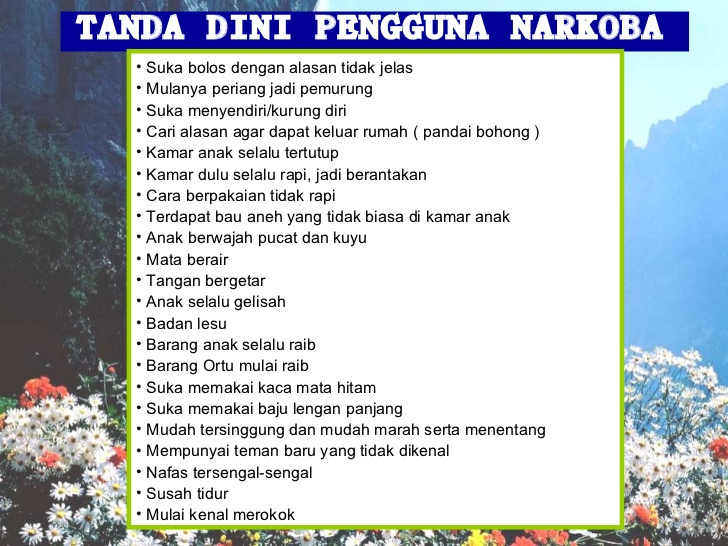 TANDA DINI PENGGUNA NARKOBA
• Suka bolos dengan alasan tidak jelas
• Mulanya periang jadi pemurung
• Suka menyendiri/kurung diri
• Cari alasan agar dapat keluar rumah ( pandai bohong )
• Kamar anak selalu tertutup
• Kamar dulu selalu rapi, jadi berantakan
• Cara berpakaian tidak rapi
• Terdapat bau aneh yang tidak biasa di kamar anak
• Anak berwajah pucat dan kuyu
• Mata berair
• Tangan bergetar
• Anak selalu gelisah
• Badan lesu
• Barang anak selalu raib
• Barang Ortu mulai raib
• Suka memakai kaca mata hitam
• Suka memakai baju lengan panjang
• Mudah tersinggung dan mudah marah serta menentang
• Mempunyai teman baru yang tidak dikenal
• Nafas tersengal-sengal
• Susah tidur
• Mulai kenal merokok